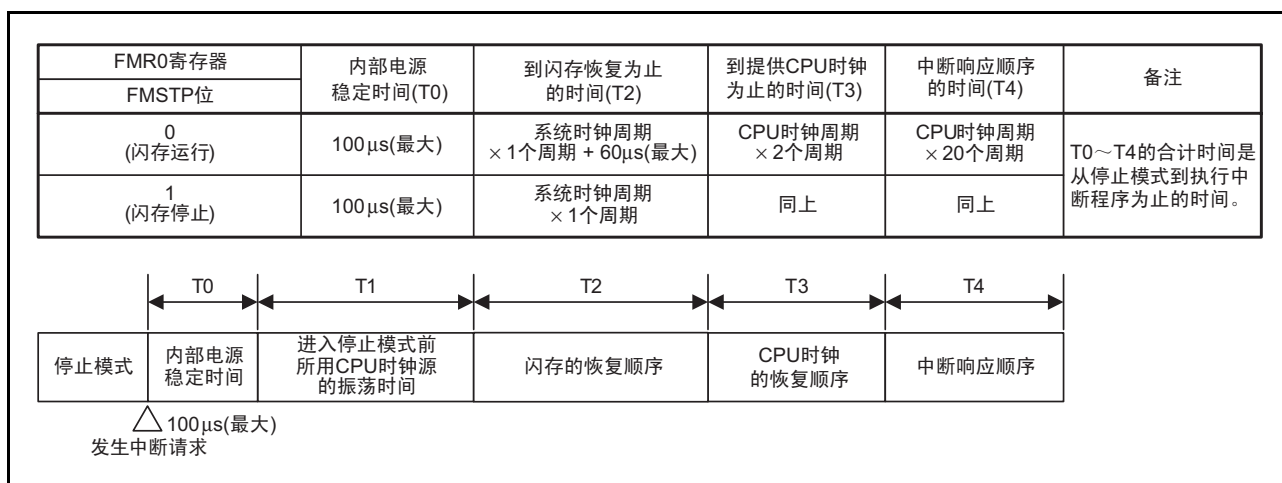 FMR0寄存器
FMSTP位
内部电源
稳定时间(T0)
到闪存恢复为止
的时间(T2)
到提供CPU时钟
为止的时间(T3)
中断响应顺序
的时间(T4)
备注
0
(闪存运行)
100μs(最大)
系统时钟周期
×1个周期 + 60μs(最大)
CPU时钟周期
×2个周期
CPU时钟周期
×20个周期
T0~T4的合计时间是
从停止模式到执行中
断程序为止的时间。
1
(闪存停止)
100μs(最大)
系统时钟周期
×1个周期
同上
同上
T0
T1
T2
T3
T4
停止模式
内部电源
稳定时间
进入停止模式前
所用CPU时钟源
的振荡时间
闪存的恢复顺序
CPU时钟
的恢复顺序
中断响应顺序
100μs(最大)
发生中断请求